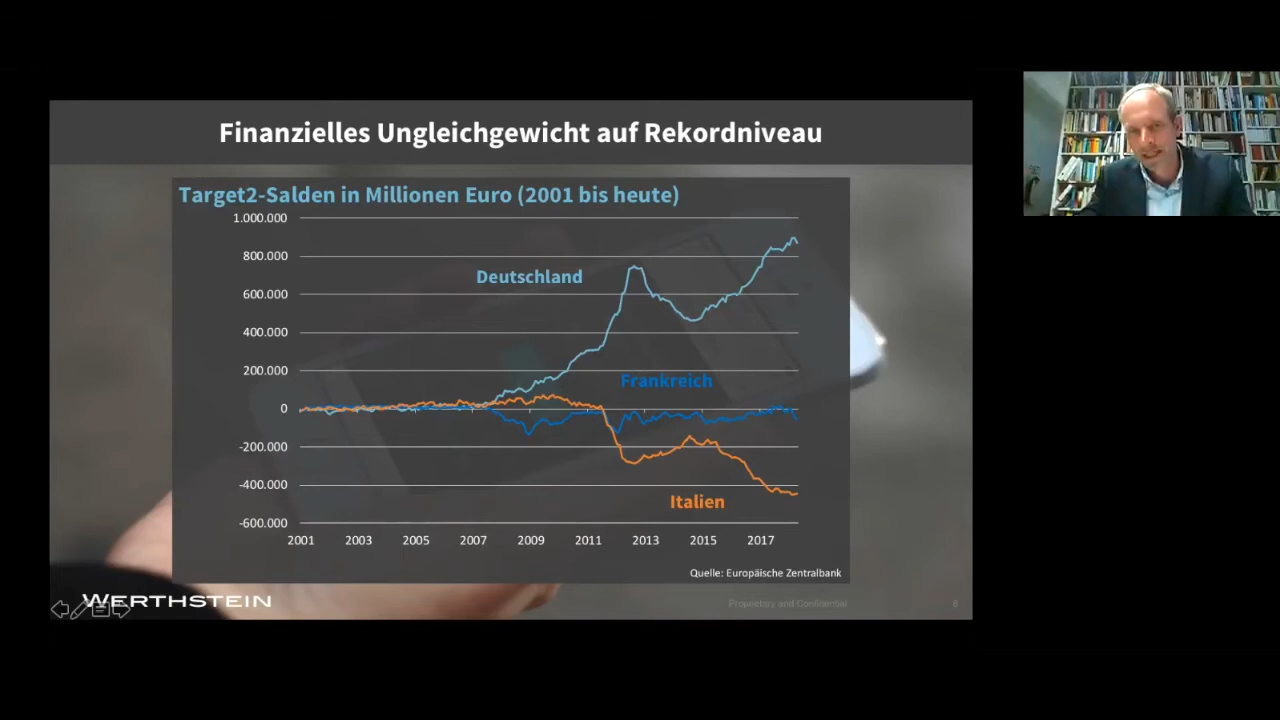 Finanzielles Ungleichgewicht auf Rekordniveau
Target2-Salden in Millionen Euro (2001 bis heute)
1.000.000
800.000
Deutschland
600.000
400.000
200.000
Frankreich
0
-200.000
-400.000
Italien
-600.000
2001 2003 2005 2007 2009 2011 2013 2015 2017
Quelle: Europäische Zentralbank
WERTHSTEIN
Proprietary and Confidential
8